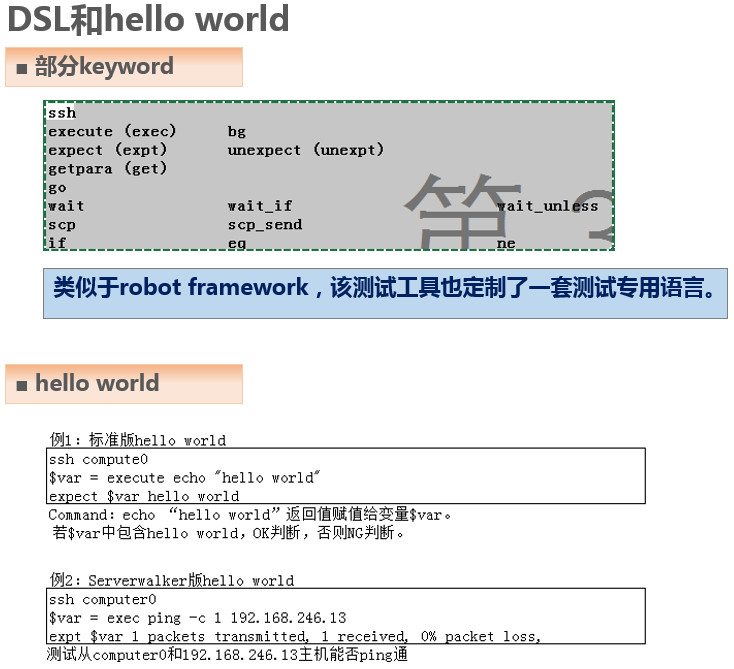 DSL和hello world
■ 部分keyword
ssh
execute (exec) bg
expect (expt) unexpect (unexpt)
getpara (get)
go
wait wait_if wait_unless
scp scp_send
if eq ne
第
类似于robot framework，该测试工具也定制了一套测试专用语言。
■ hello world
例1：标准版hello world
ssh compute0
$var = execute echo "hello world"
expect $var hello world
Command：echo “hello world”返回值赋值给变量$var。
若$var中包含hello world，OK判断，否则NG判断。
例2：Serverwalker版hello world
ssh computer0
$var = exec ping -c 1 192.168.246.13
expt $var 1 packets transmitted, 1 received, 0% packet loss,
测试从computer0和192.168.246.13主机能否ping通